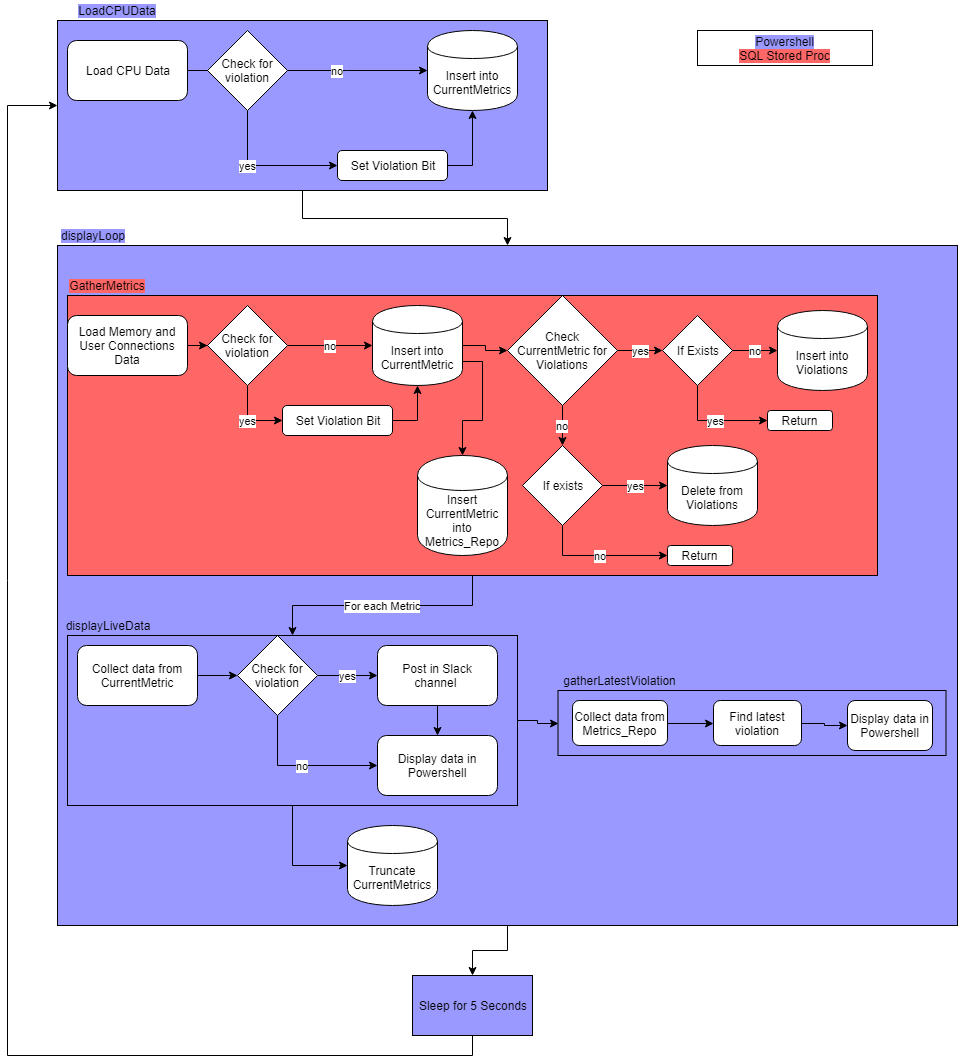 LoadCPUData
Powershell
SQL Stored Proc
Load CPU Data
Check for
violation
no
Insert into
CurrentMetrics
yes
Set Violation Bit
displayLoop
GatherMetrics
Load Memory and
User Connections
Data
Check for
violation
no
Insert into
CurrentMetric
yes
Set Violation Bit
Check
CurrentMetric for
Violations
yes
If Exists
no
Insert into
Violations
yes
Return
no
Insert
CurrentMetric
into
Metrics_Repo
If exists
yes
Delete from
Violations
no
Return
For each Metric
displayLiveData
Collect data from
CurrentMetric
Check for
violation
yes
Post in Slack
channel
no
Display data in
Powershell
gatherLatestViolation
Collect data from
Metrics_Repo
Find latest
violation
Display data in
Powershell
Truncate
CurrentMetrics
Sleep for 5 Seconds